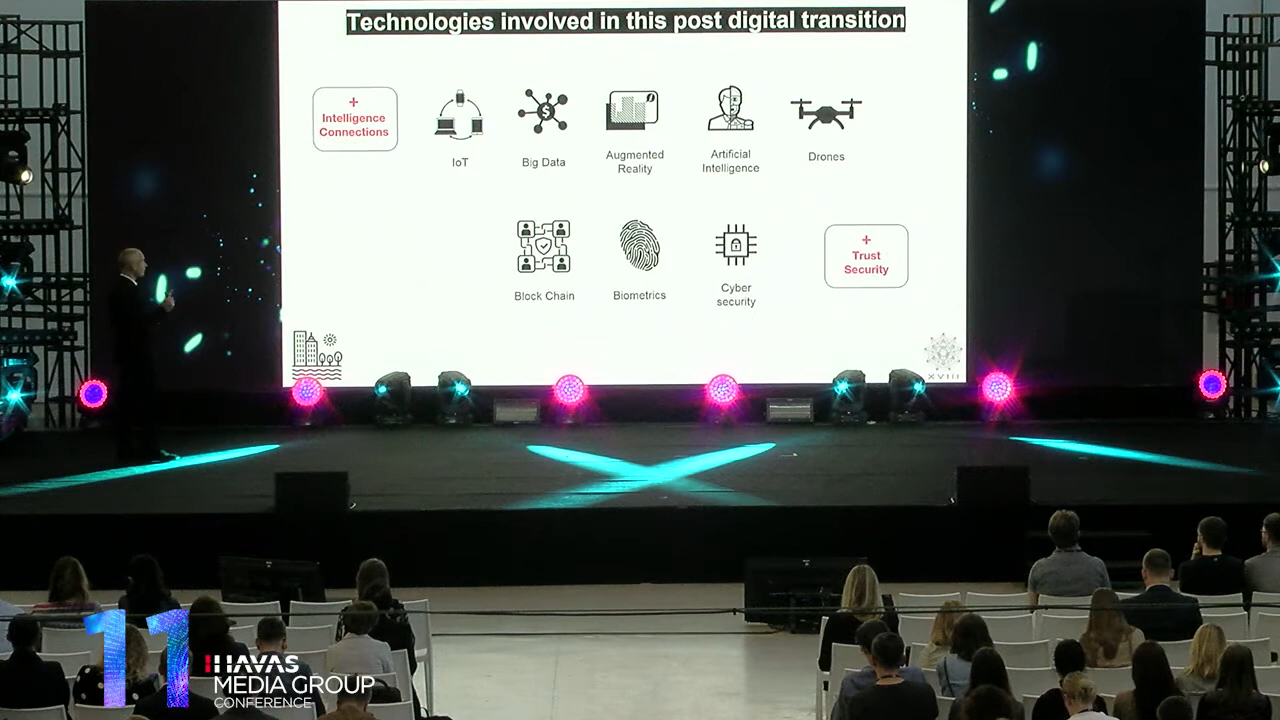 Technologies involved in this post digital transition
+
Intelligence
Connections
IoT
Big Data
Augmented
Reality
Artificial
Intelligence
Drones
Block Chain
Biometrics
Cyber
security
+
Trust
Security
XVIII
11
HAVAS
MEDIA GROUP
CONFERENCE